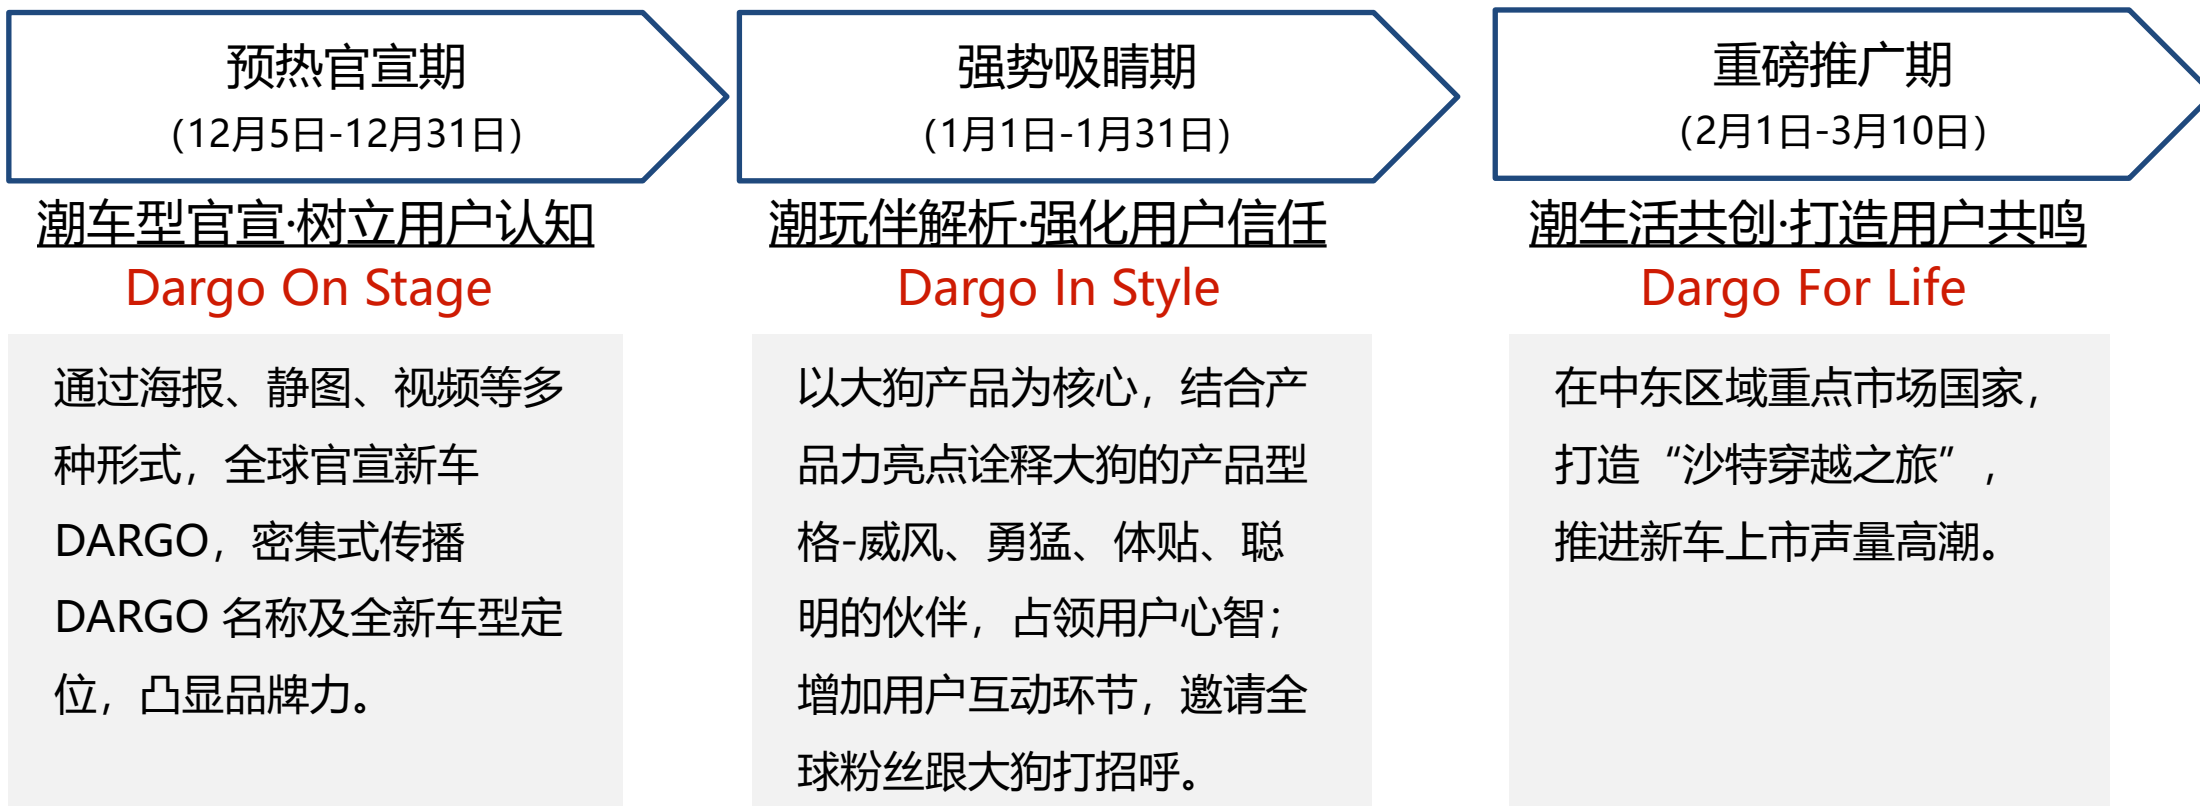 预热官宣期
（12月5日-12月31日）
潮车型官宣·树立用户认知
Dargo On Stage
通过海报、静图、视频等多
种形式，全球官宣新车
DARGO，密集式传播
DARGO 名称及全新车型定
位，凸显品牌力。
强势吸睛期
（1月1日-1月31日）
潮玩伴解析·强化用户信任
Dargo In Style
以大狗产品为核心，结合产
品力亮点诠释大狗的产品型
格-威风、勇猛、体贴、聪
明的伙伴，占领用户心智；
增加用户互动环节，邀请全
球粉丝跟大狗打招呼。
重磅推广期
（2月1日-3月10日）
潮生活共创·打造用户共鸣
Dargo For Life
在中东区域重点市场国家，
打造“沙特穿越之旅”，
推进新车上市声量高潮。